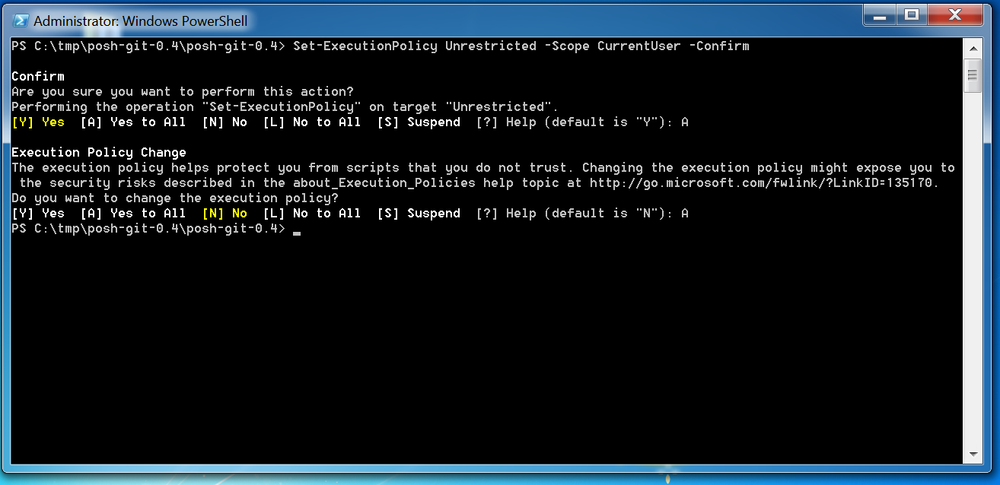 Administrator: Windows PowerShell
PS C:\tmp\posh-git-0.4\posh-git-0.4> Set-ExecutionPolicy Unrestricted -Scope CurrentUser -Confirm
Confirm
Are you sure you want to perform this action?
Performing the operation "Set-ExecutionPolicy" on target "Unrestricted".
[Y] Yes  [A] Yes to All  [N] No  [L] No to All  [S] Suspend  [?] Help (default is "Y"): A
Execution Policy Change
The execution policy helps protect you from scripts that you do not trust. Changing the execution policy might expose you to
 the security risks described in the about_Execution_Policies help topic at http://go.microsoft.com/fwlink/?LinkID=135170.
Do you want to change the execution policy?
[Y] Yes  [A] Yes to All  [N] No  [L] No to All  [S] Suspend  [?] Help (default is "N"): A
PS C:\tmp\posh-git-0.4\posh-git-0.4>